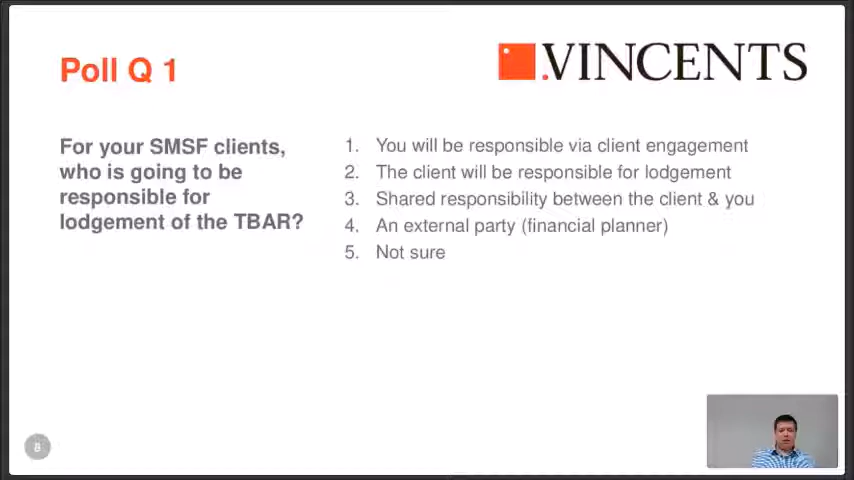 Poll Q 1
.VINCENTS
For your SMSF clients,
who is going to be
responsible for
lodgement of the TBAR?
1. You will be responsible via client engagement
2. The client will be responsible for lodgement
3. Shared responsibility between the client & you
4. An external party (financial planner)
5. Not sure
8